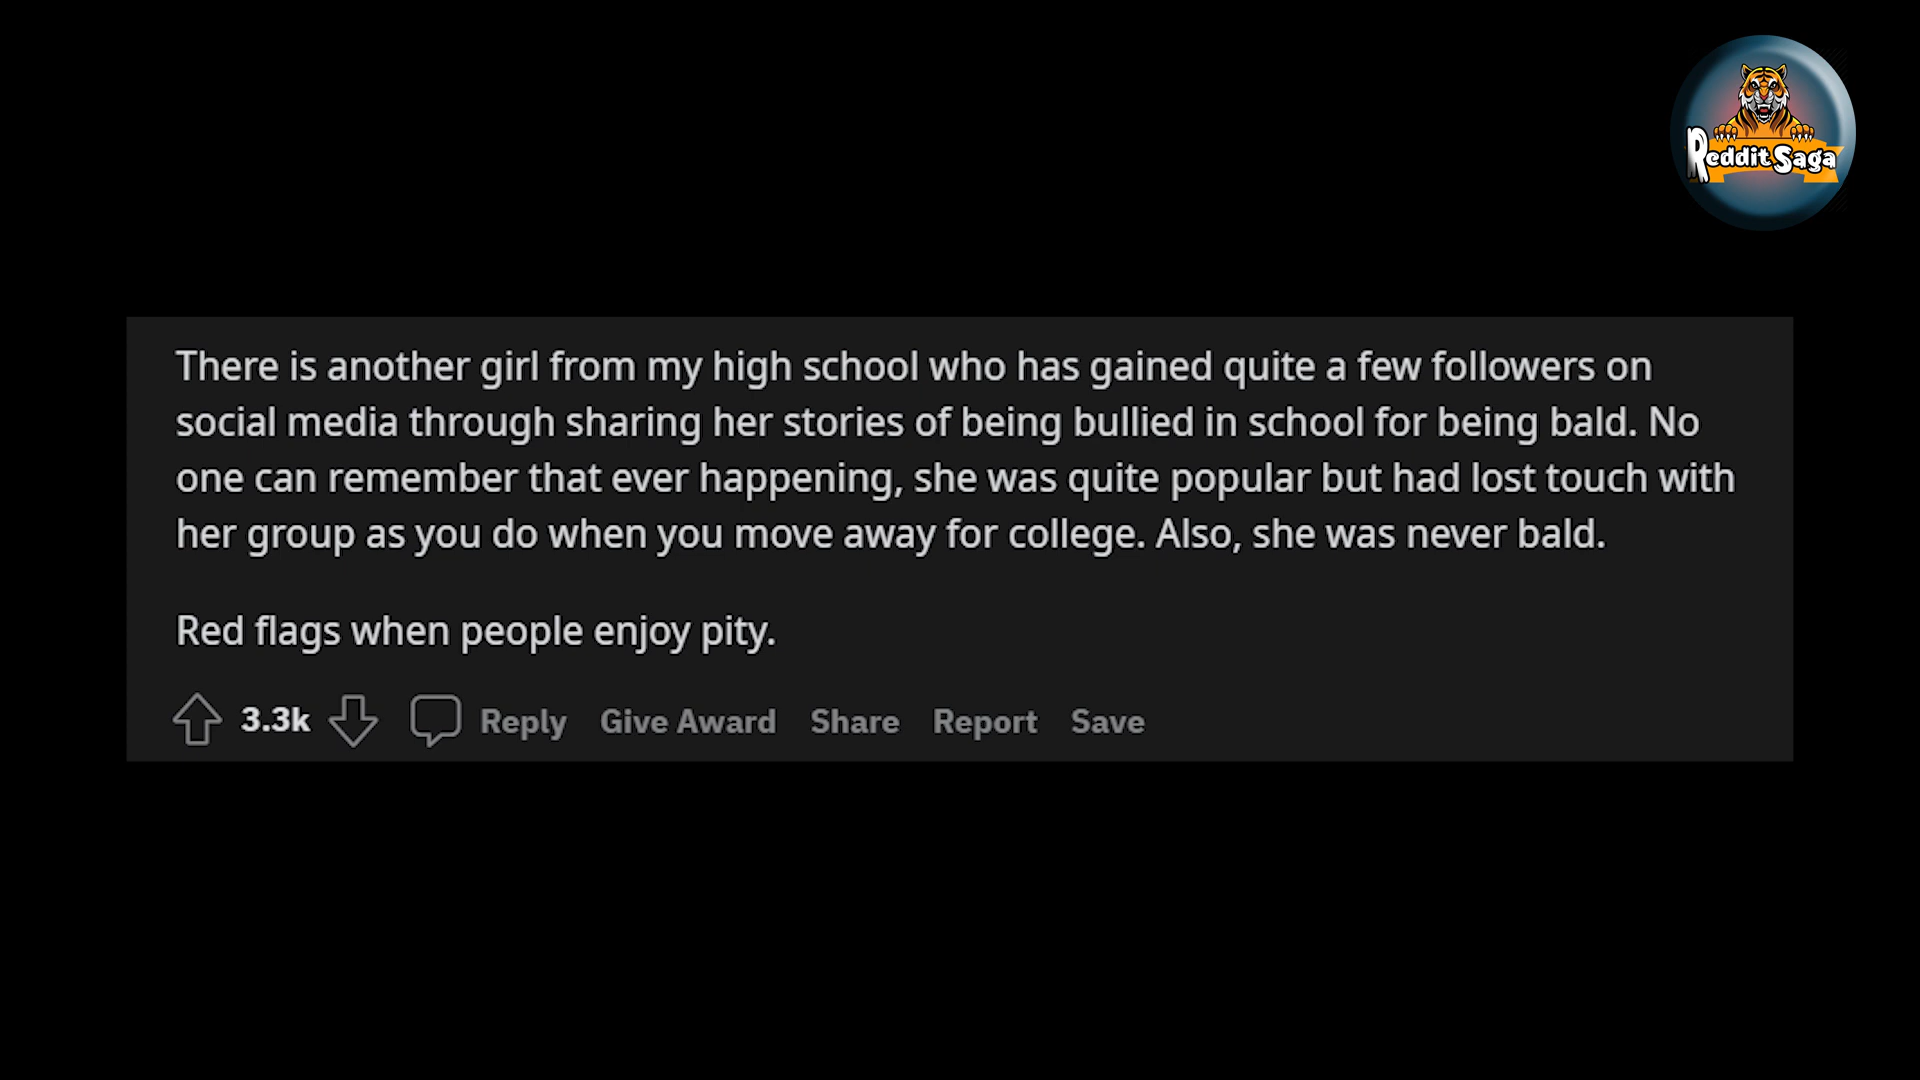 Reddit Saga
There is another girl from my high school who has gained quite a few followers on
social media through sharing her stories of being bullied in school for being bald. No
one can remember that ever happening, she was quite popular but had lost touch with
her group as you do when you move away for college. Also, she was never bald.
Red flags when people enjoy pity.
3.3k Reply Give Award Share Report Save